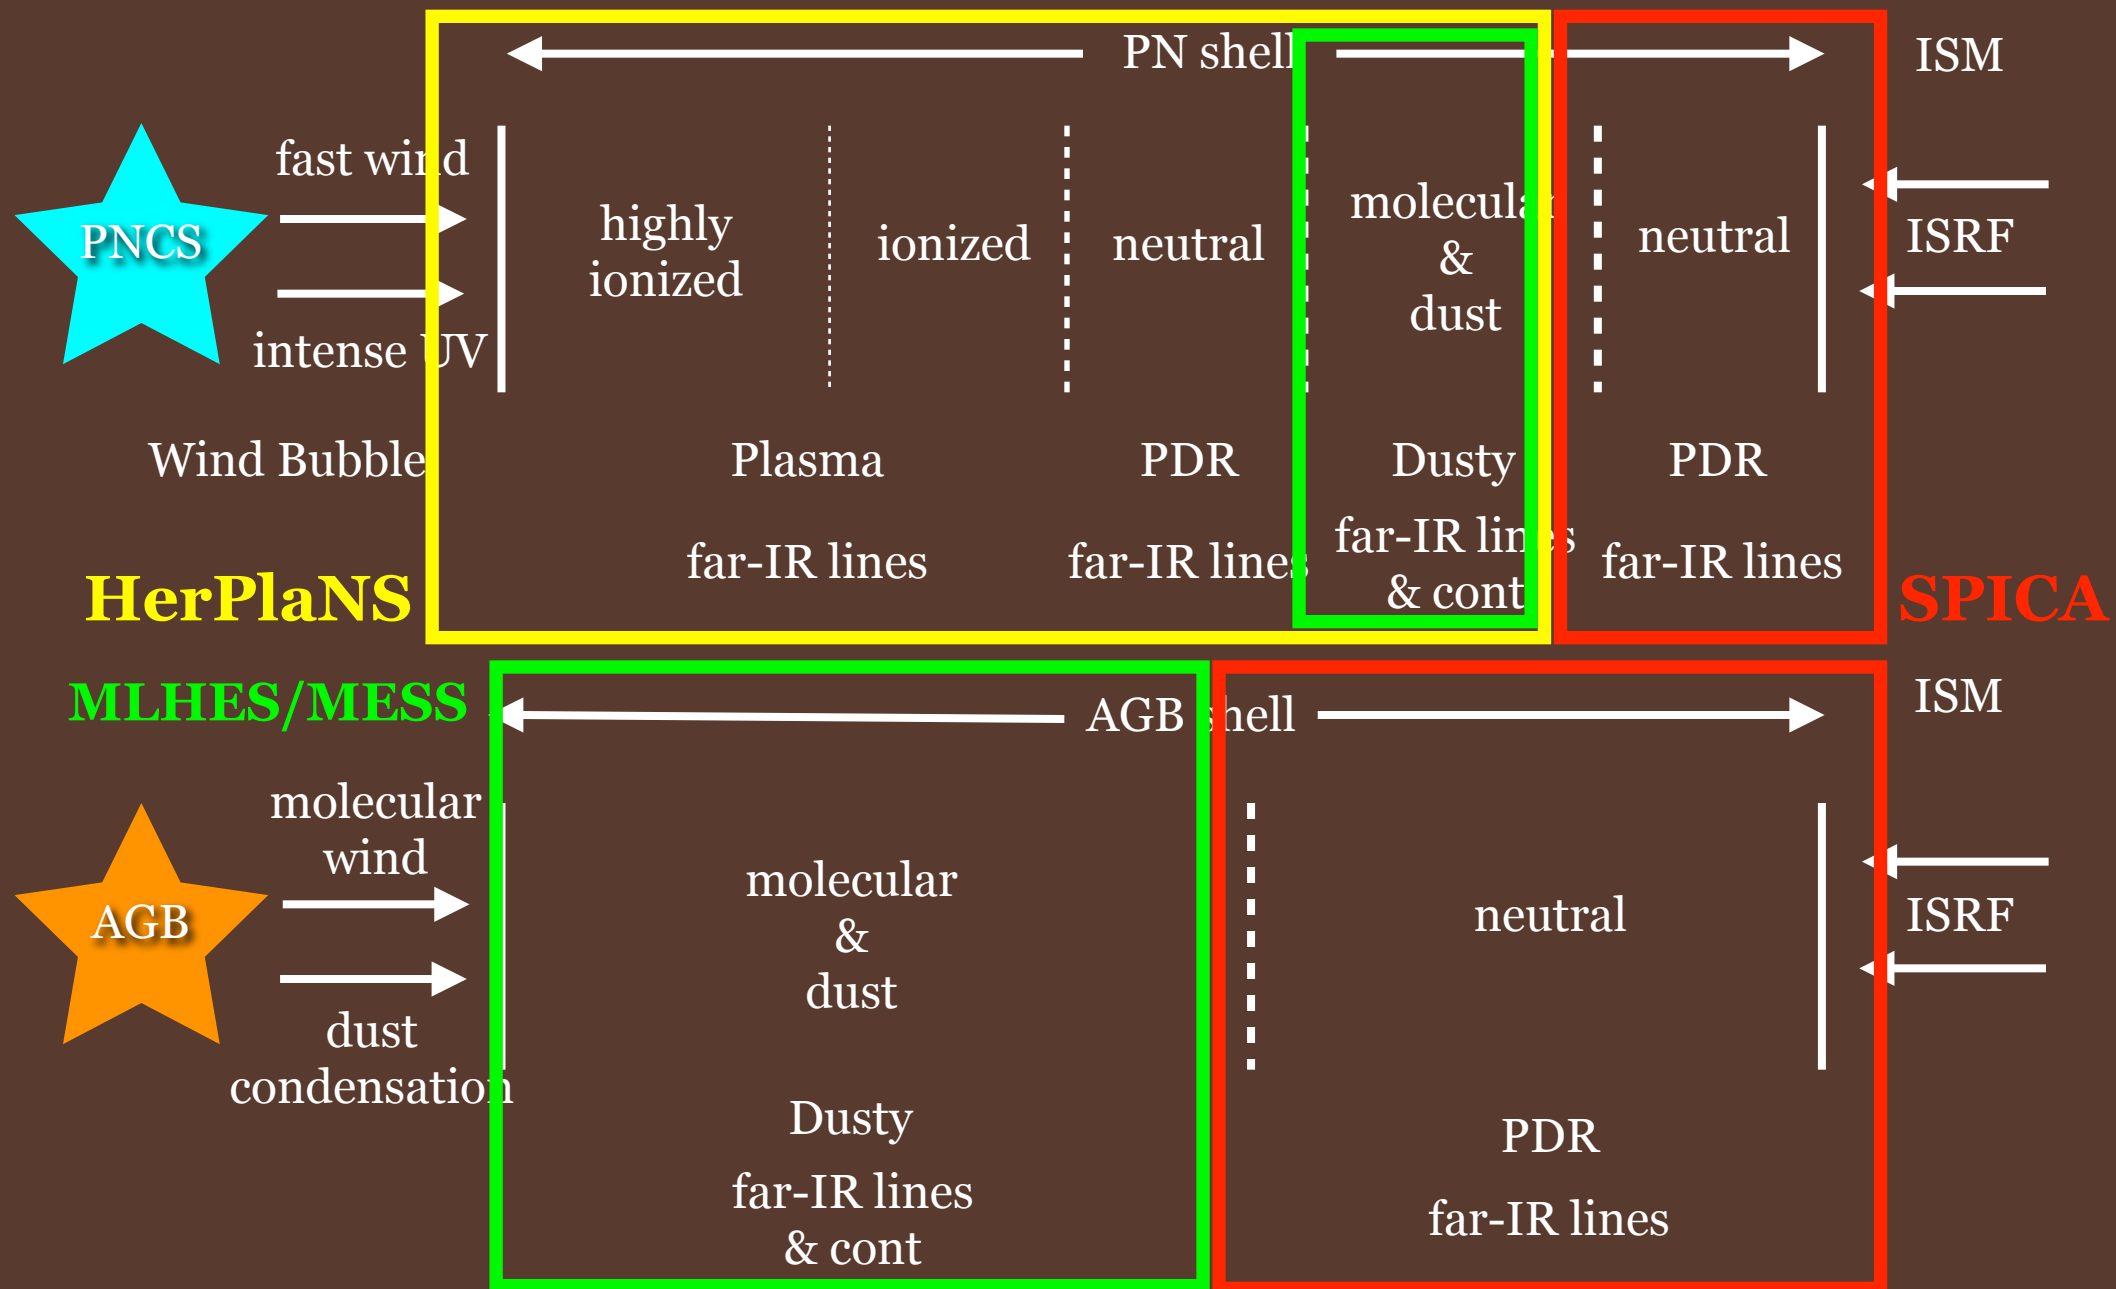 PN shell
ISM
fast wind
PNCS
intense UV
highly
ionized
ionized
neutral
molecular
&
dust
neutral
ISRF
Wind Bubble
Plasma
PDR
Dusty
PDR
far-IR lines
far-IR lines
far-IR lines
& cont
far-IR lines
HerPlaNS
SPICA
MLHES/MESS
AGB shell
ISM
molecular
wind
AGB
dust
condensation
molecular
&
dust
neutral
ISRF
Dusty
PDR
far-IR lines
& cont
far-IR lines